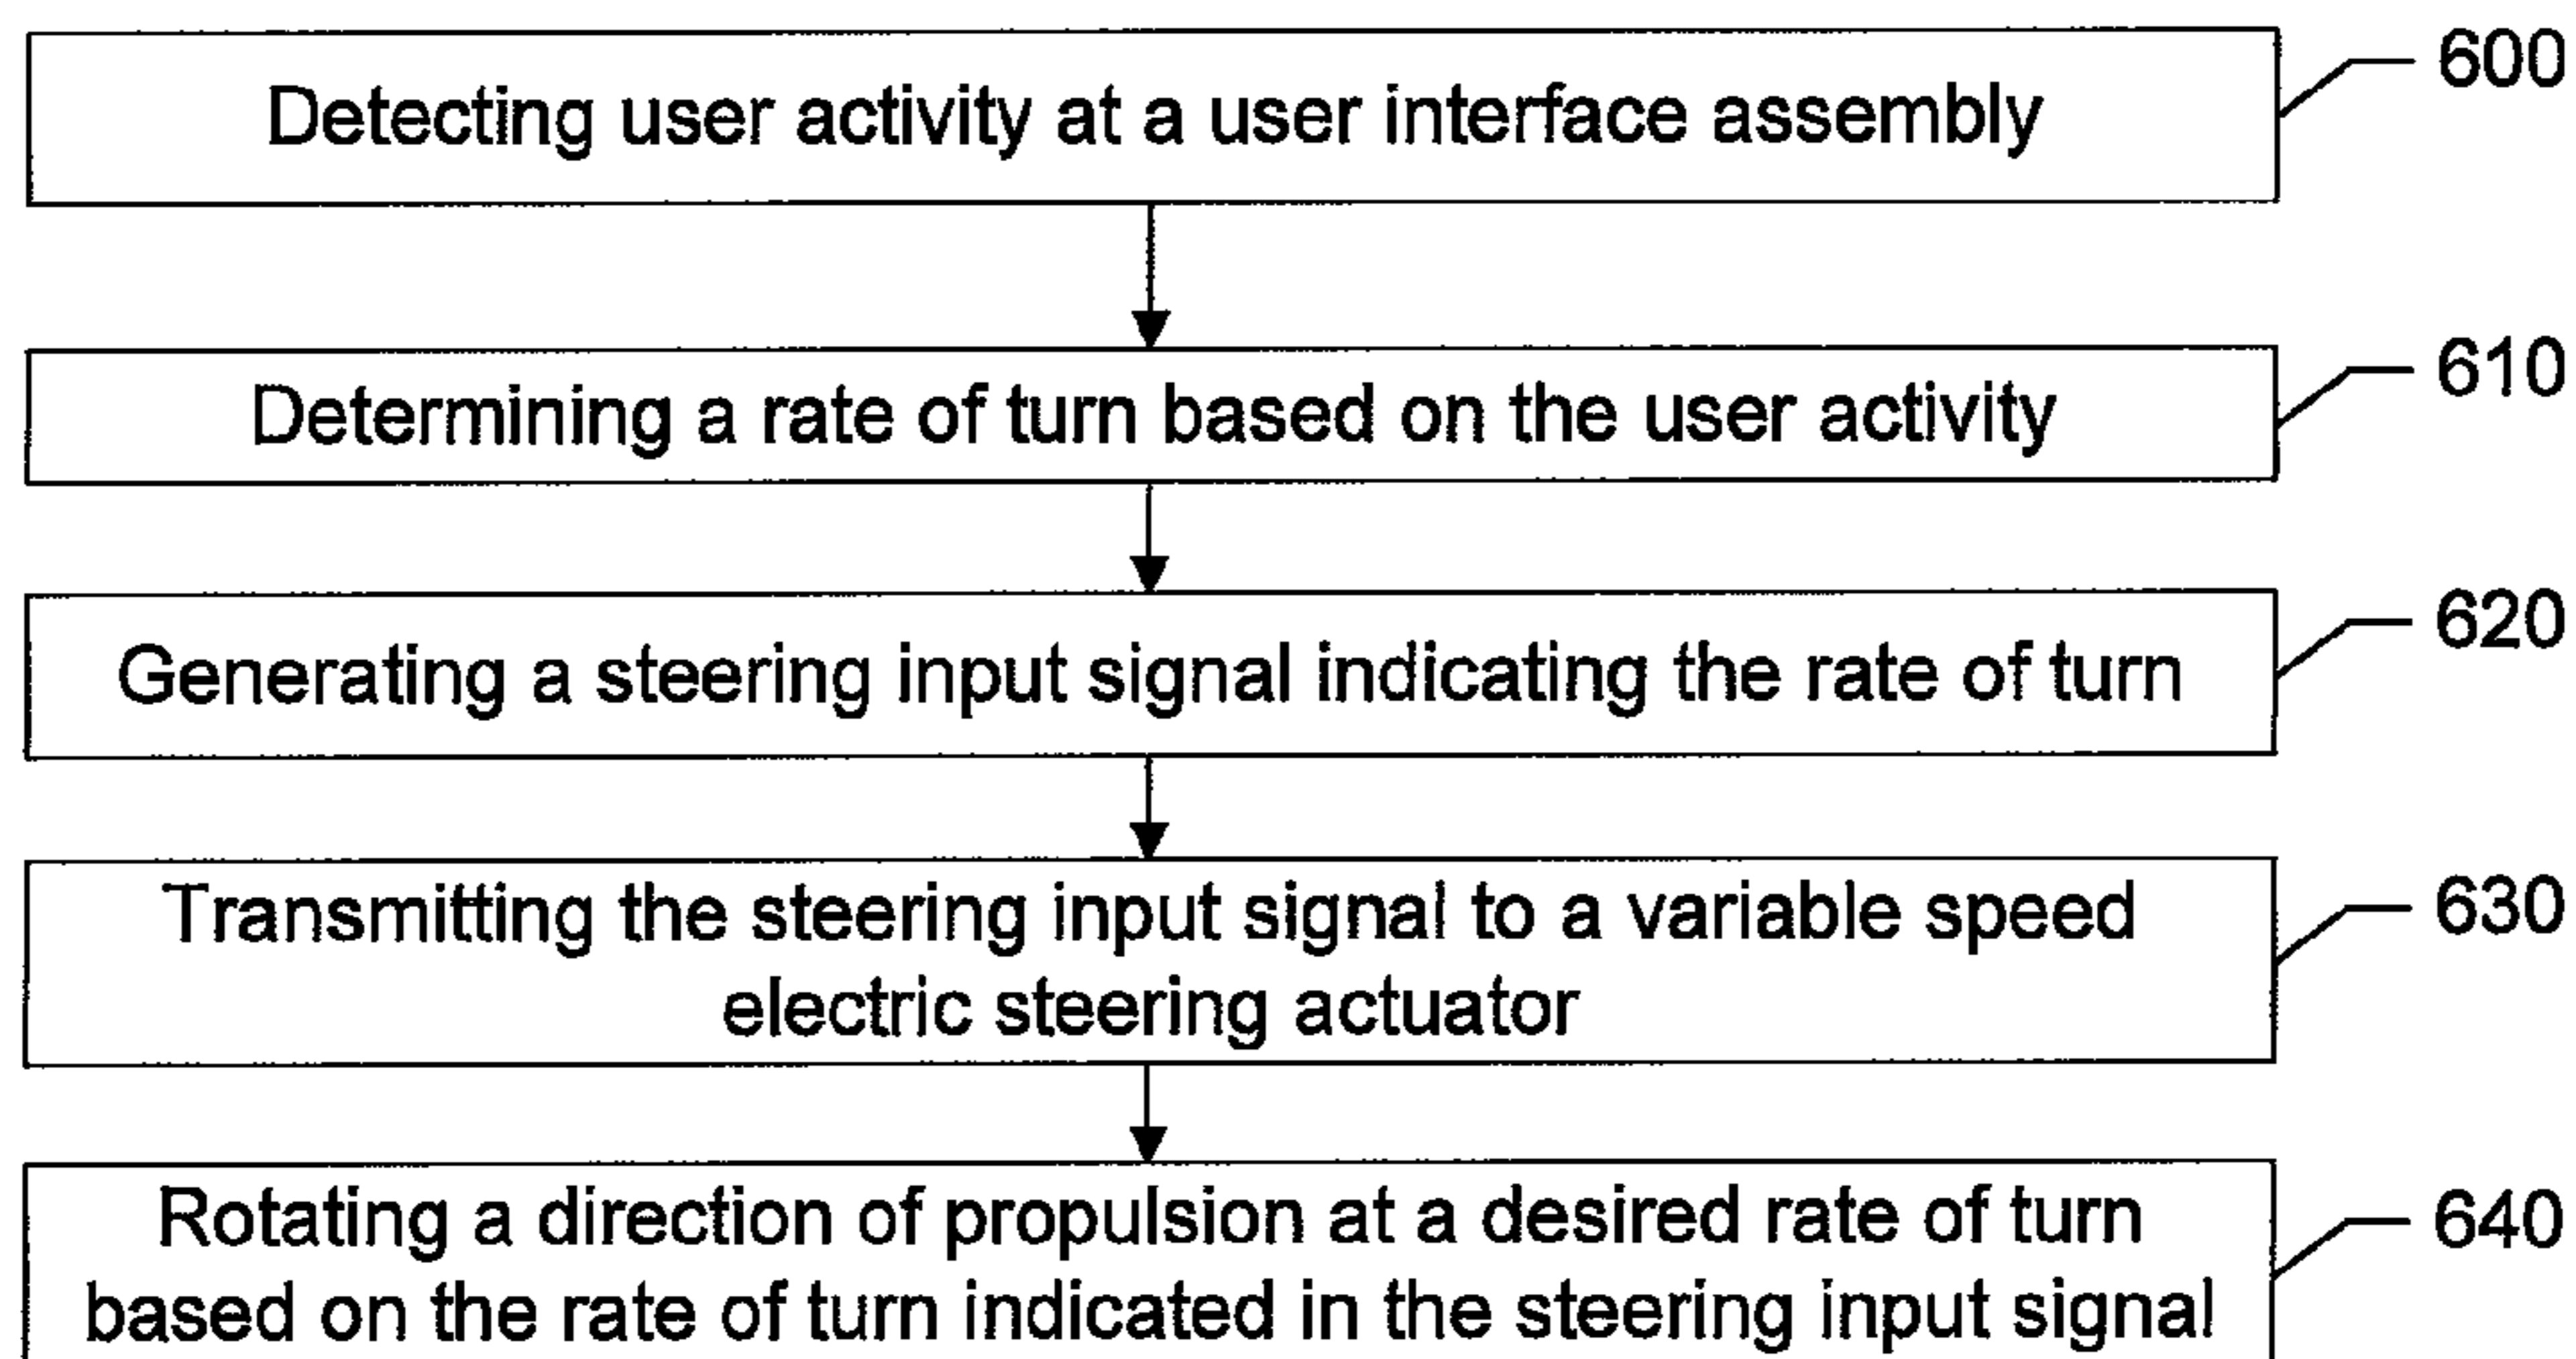 Detecting user activity at a user interface assembly
600
Determining a rate of turn based on the user activity
610
Generating a steering input signal indicating the rate of turn
620
Transmitting the steering input signal to a variable speed
electric steering actuator
630
Rotating a direction of propulsion at a desired rate of turn
based on the rate of turn indicated in the steering input signal
640